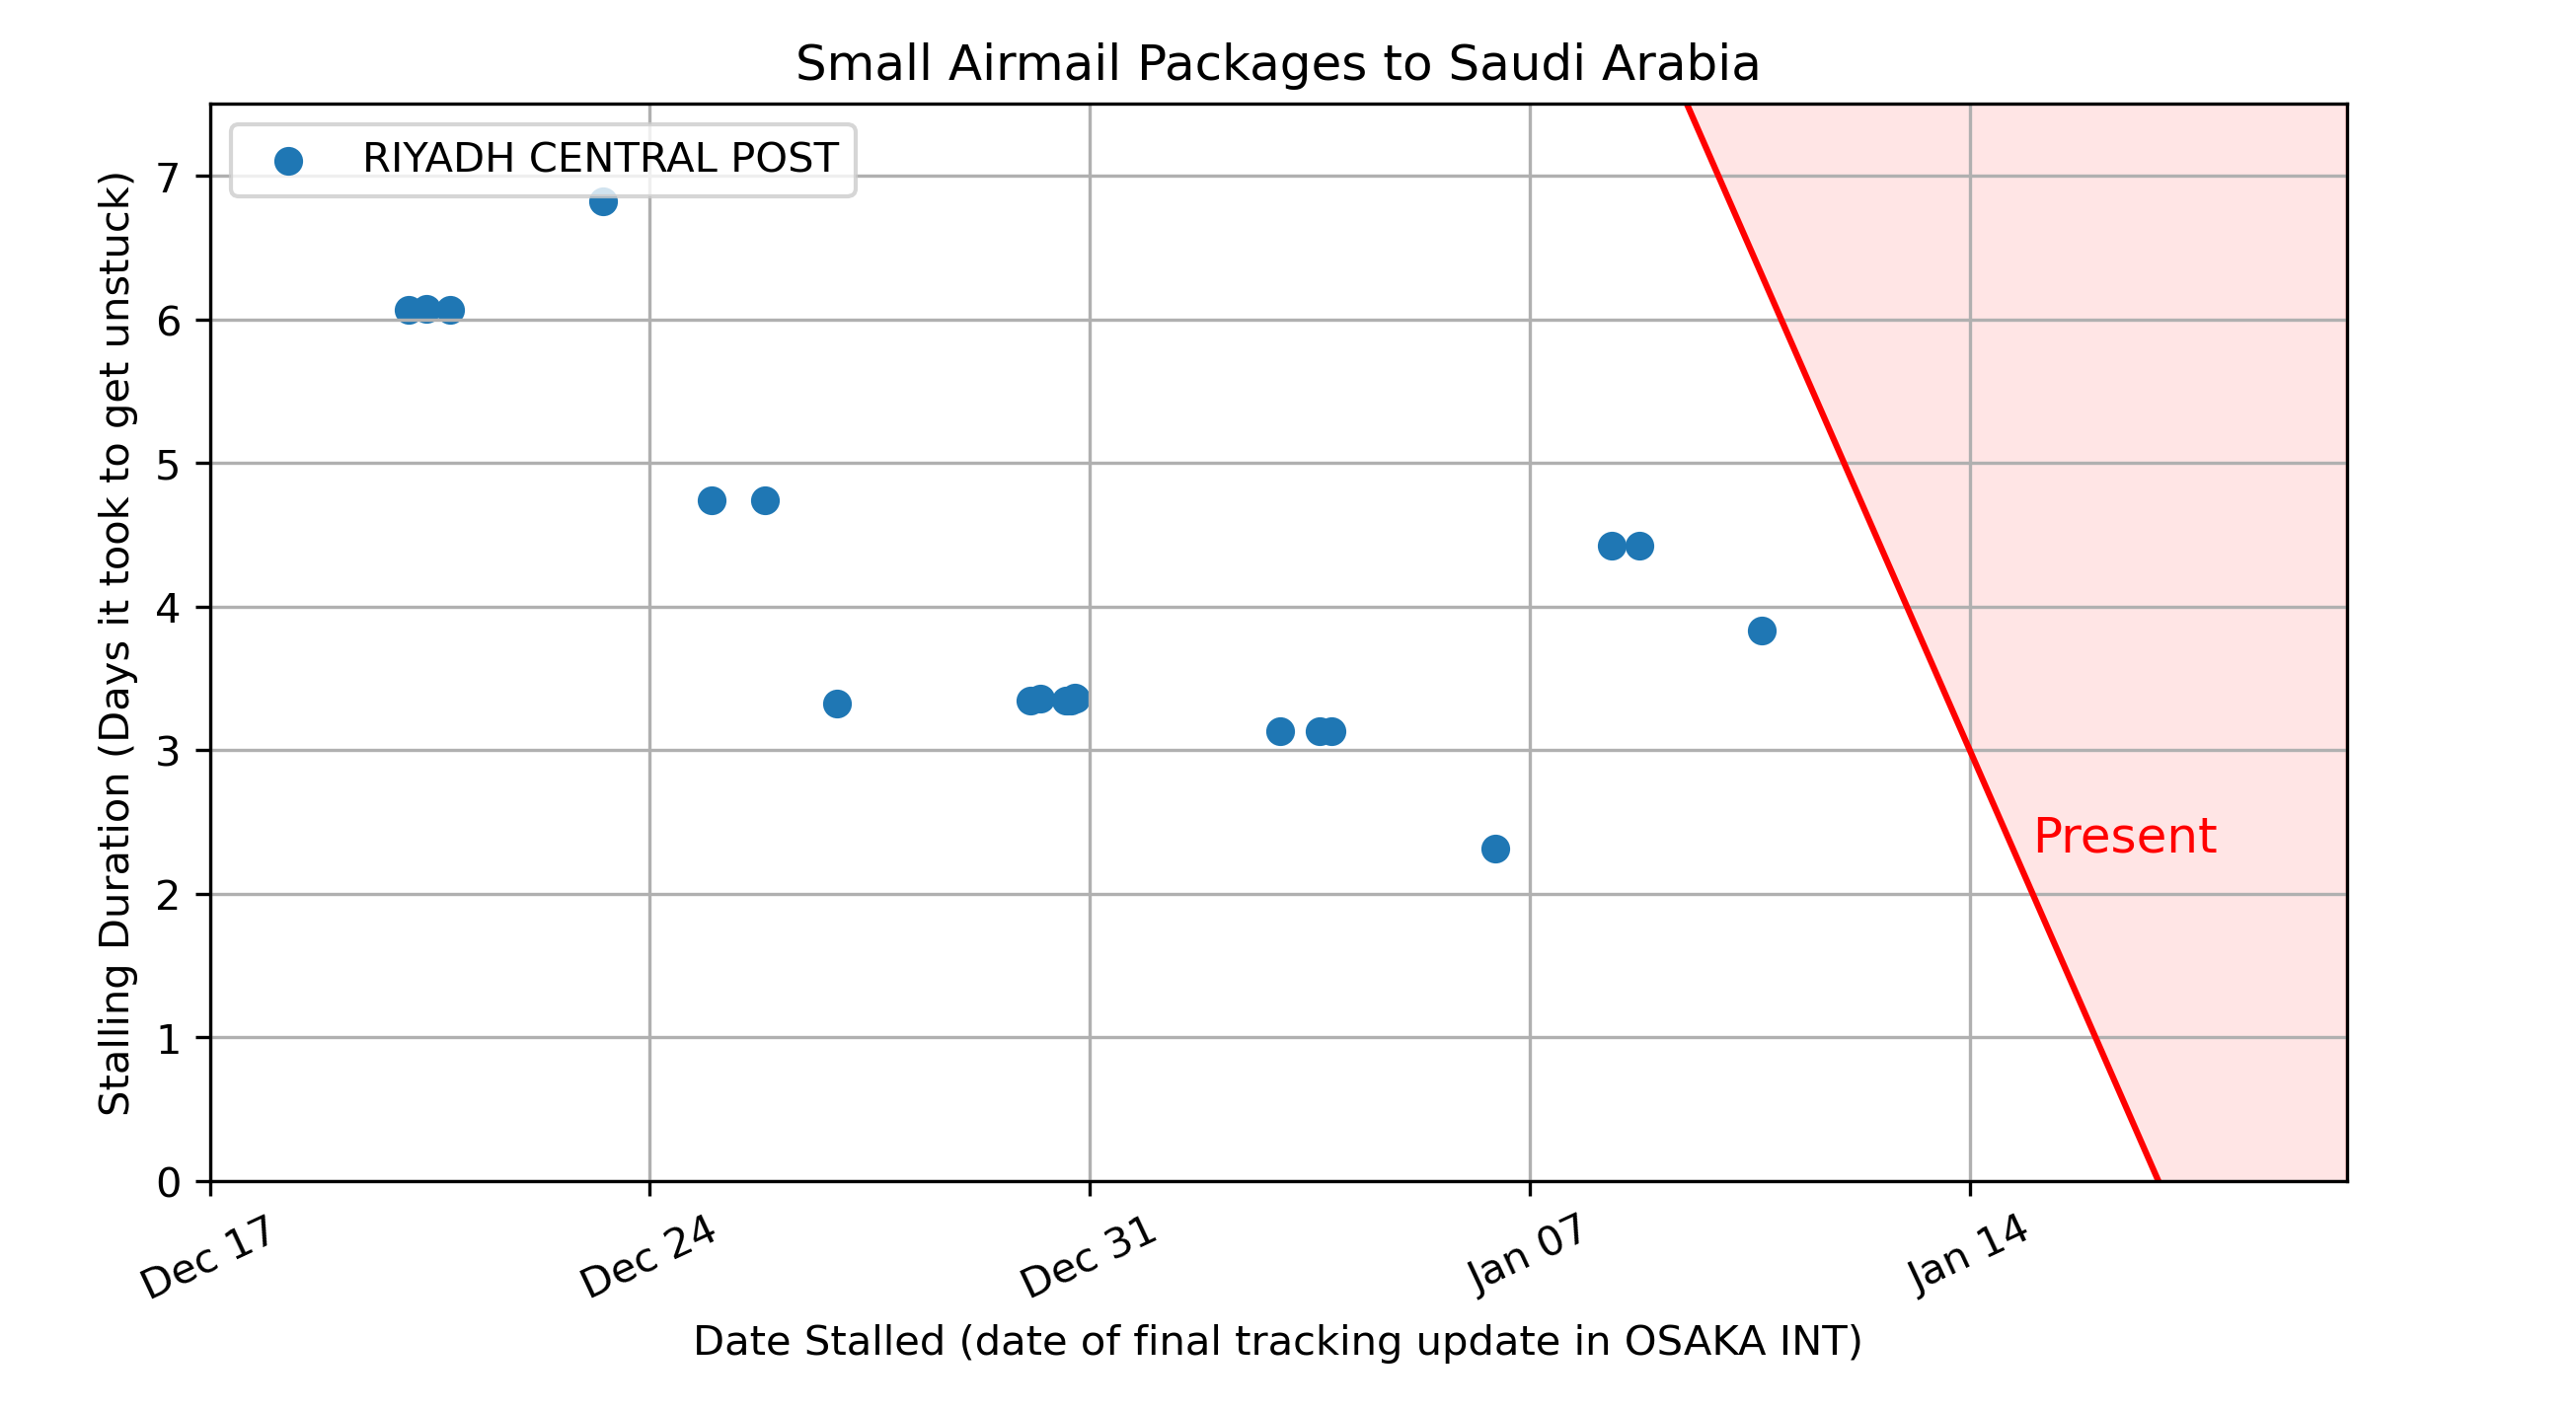 Small Airmail Packages to Saudi Arabia
RIYADH CENTRAL POST
Stalling Duration (Days it took to get unstuck)
7
6
5
4
3
2
1
0
Present
Dec 17
Dec 24
Dec 31
Jan 07
Jan 14
Date Stalled (date of final tracking update in OSAKA INT)